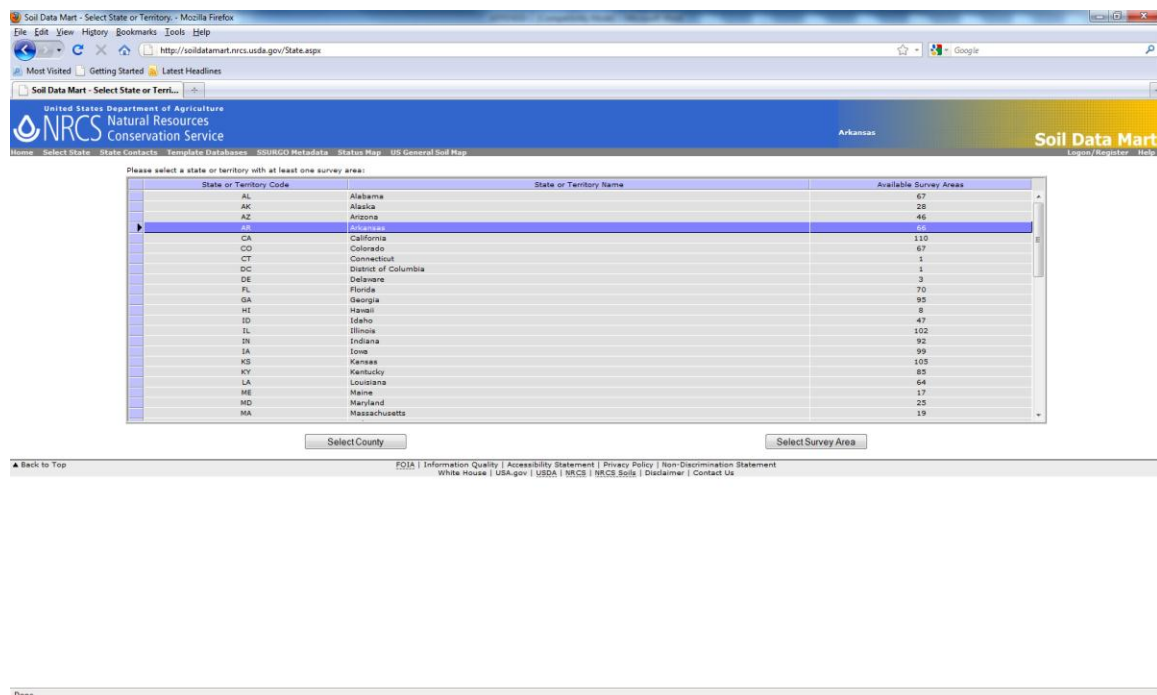 Soil Data Mart - Select State or Territory. - Mozilla Firefox
File Edit View History Bookmarks Tools Help
http://soildatamart.nrcs.usda.gov/State.aspx
Google
Most Visited Getting Started Latest Headlines
Soil Data Mart - Select State or Terri...
United States Department of Agriculture
NRCS Natural Resources Conservation Service
Arkansas
Soil Data Mart
Home Select State State Contacts Template Databases SSURGO Metadata Status Map US General Soil Map Logon/Register Help
Please select a state or territory with at least one survey area:
State or Territory Code State or Territory Name Available Survey Areas
AL Alabama 67
AK Alaska 28
AZ Arizona 46
AR Arkansas 66
CA California 110
CO Colorado 67
CT Connecticut 1
DC District of Columbia 1
DE Delaware 3
FL Florida 70
GA Georgia 95
HI Hawaii 8
ID Idaho 47
IL Illinois 102
IN Indiana 92
IA Iowa 99
KS Kansas 105
KY Kentucky 85
LA Louisiana 64
ME Maine 17
MD Maryland 25
MA Massachusetts 19
Select County Select Survey Area
Back to Top
FOIA | Information Quality | Accessibility Statement | Privacy Policy | Non-Discrimination Statement
White House | USA.gov | USDA | NRCS | NRCS Soils | Disclaimer | Contact Us
Done